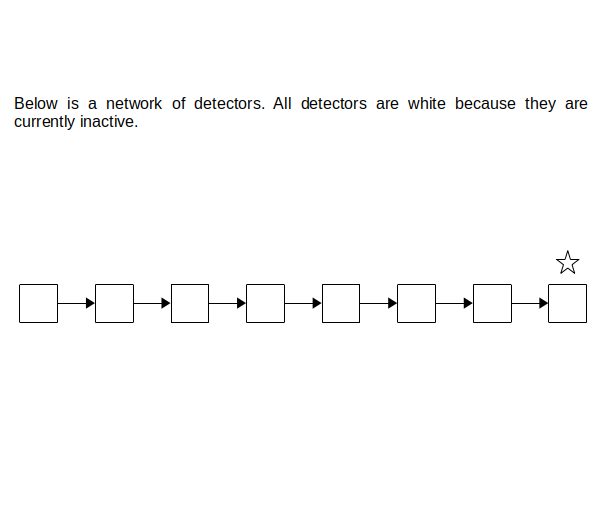 Below is a network of detectors. All detectors are white because they are
currently inactive.